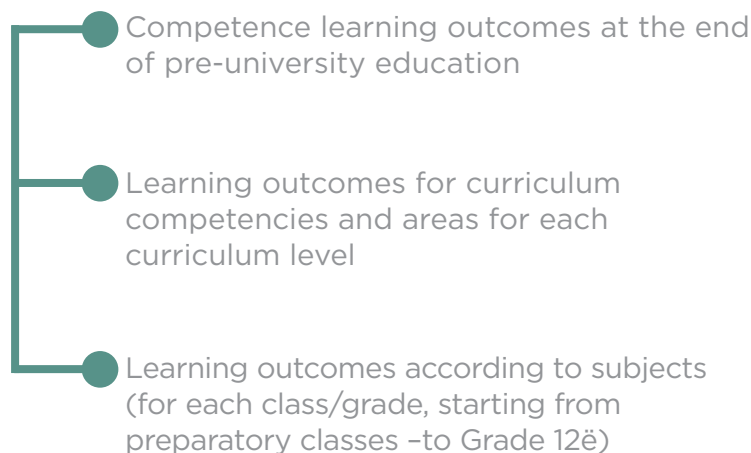 Competence learning outcomes at the end
of pre-university education
Learning outcomes for curriculum
competencies and areas for each
curriculum level
Learning outcomes according to subjects
(for each class/grade, starting from
preparatory classes –to Grade 12ë)